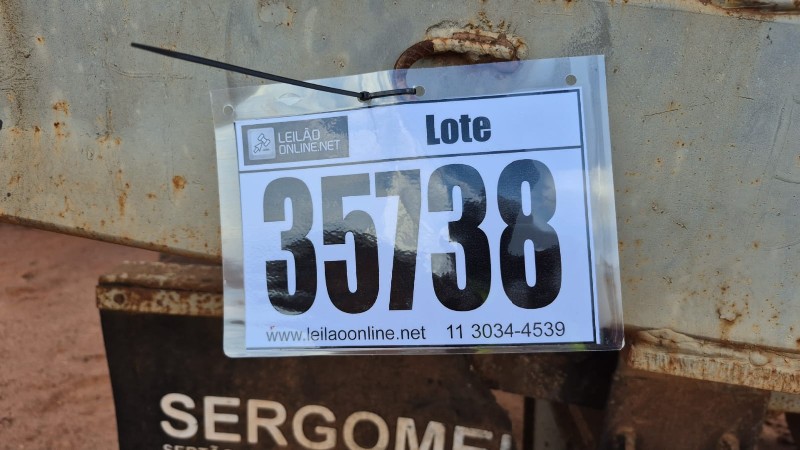 LEILÃO
ONLINE.NET
Lote
35738
www.leilaoonline.net 11 3034-4539